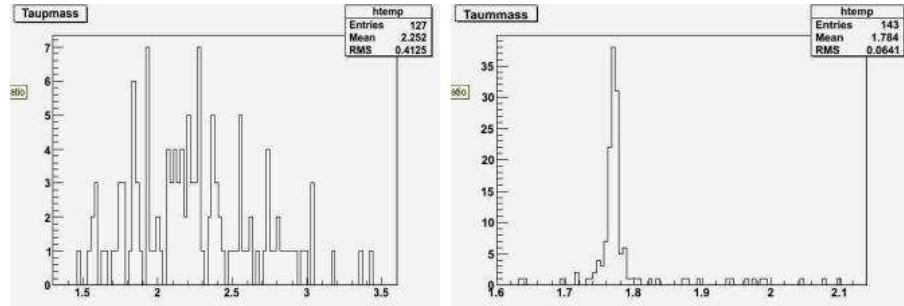 Taupmass
htemp
Entries 127
Mean 2.252
RMS 0.4125
7
6
5
4
3
2
1
0
1.5 2 2.5 3 3.5
Taummass
htemp
Entries 143
Mean 1.784
RMS 0.0641
35
30
25
20
15
10
5
0
1.6 1.7 1.8 1.9 2 2.1